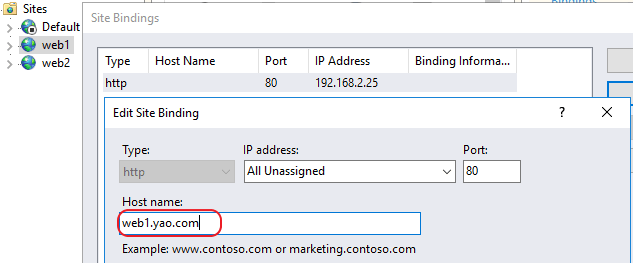 Sites
Default
web1
web2
Site Bindings
Type Host Name Port IP Address Binding Informa...
http 80 192.168.2.25
Edit Site Binding ?
Type: IP address: Port:
http All Unassigned 80
Host name:
web1.yao.com
Example: www.contoso.com or marketing.contoso.com